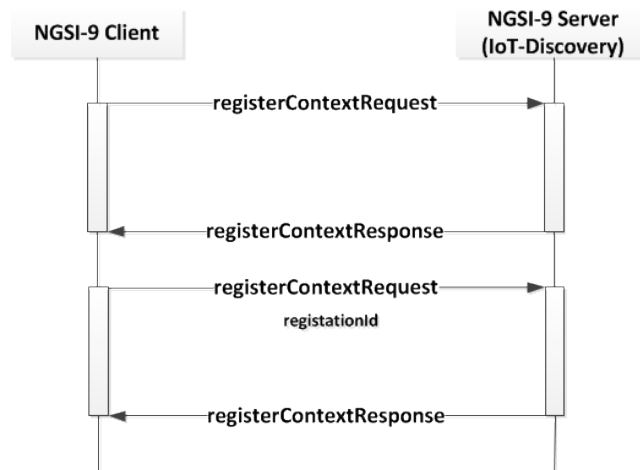 NGSI-9 Client
NGSI-9 Server
(IoT-Discovery)
registerContextRequest
registerContextResponse
registerContextRequest
registationId
registerContextResponse